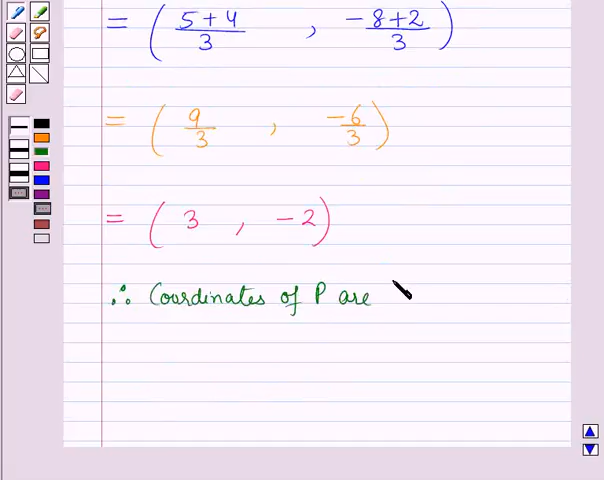 = ( 5+4/3 , -8+2/3 )
= ( 9/3 , -6/3 )
= ( 3 , -2 )
∴ Coordinates of P are